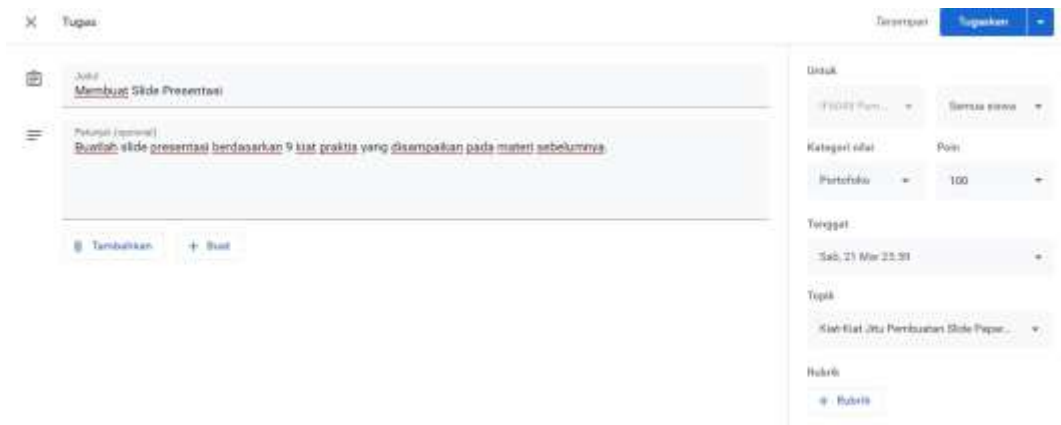 Tugas
Tersimpan
Tugaskan
Judul
Membuat Slide Presentasi
Petunjuk (opsional)
Buatlah slide presentasi berdasarkan 9 kiat praktis yang disampaikan pada materi sebelumnya.
Tambahkan
+ Buat
Untuk
Semua siswa
Kategori nilai
Poin
Portofolio
100
Tenggat
Sab, 21 Mar 23.59
Topik
Kiat-Kiat Jitu Pembuatan Slide Paper...
Rubrik
+ Rubrik